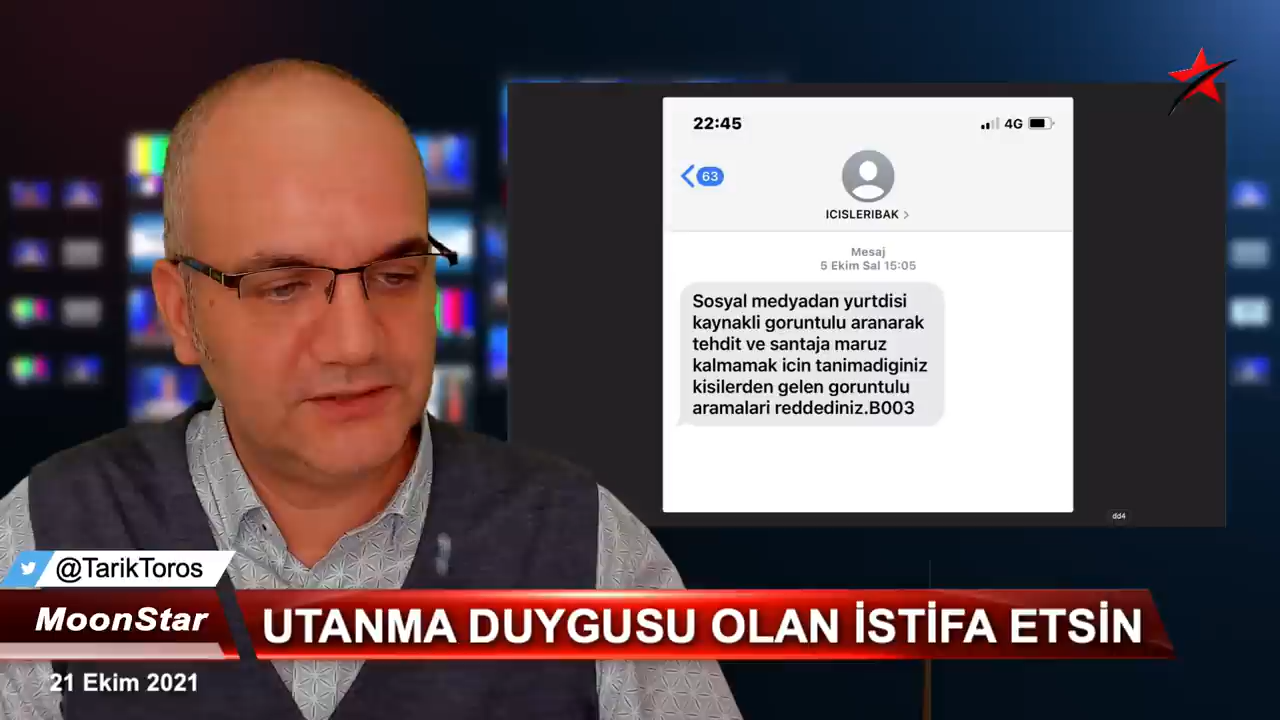 22:45
4G
63
ICISLERIBAK
Mesaj
5 Ekim Sal 15:05
Sosyal medyadan yurtdisi
kaynakli goruntulu aranarak
tehdit ve santaja maruz
kalmamak icin tanimadiginiz
kisilerden gelen goruntulu
aramalari reddediniz.B003
dd4
@TarikToros
MoonStar
UTANMA DUYGUSU OLAN İSTİFA ETSİN
21 Ekim 2021